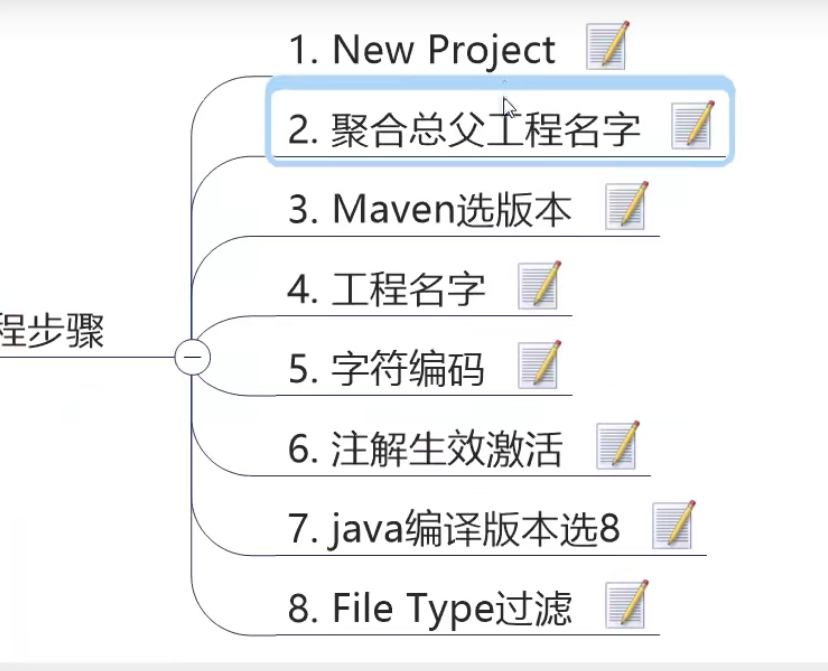 1. New Project
2. 聚合总父工程名字
3. Maven选版本
4. 工程名字
程步骤
5. 字符编码
6. 注解生效激活
7. java编译版本选8
8. File Type过滤